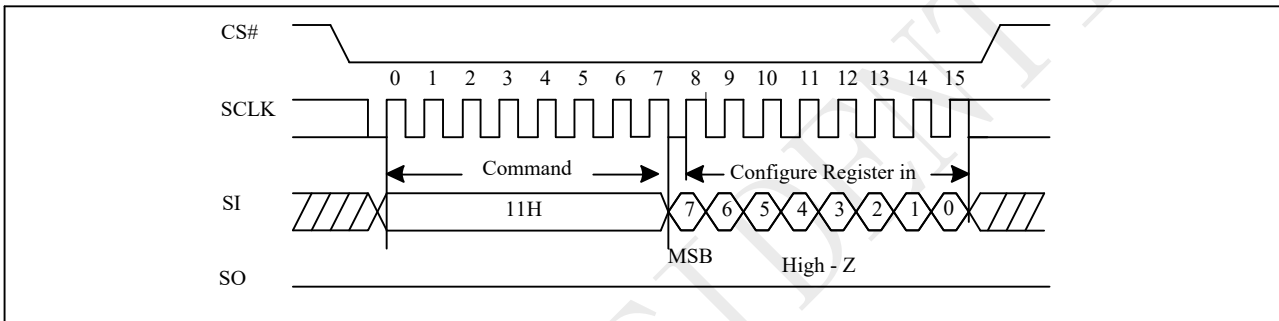 CS#
0 1 2 3 4 5 6 7 8 9 10 11 12 13 14 15
SCLK
Command Configure Register in
SI 11H 7 6 5 4 3 2 1 0
MSB High - Z
SO